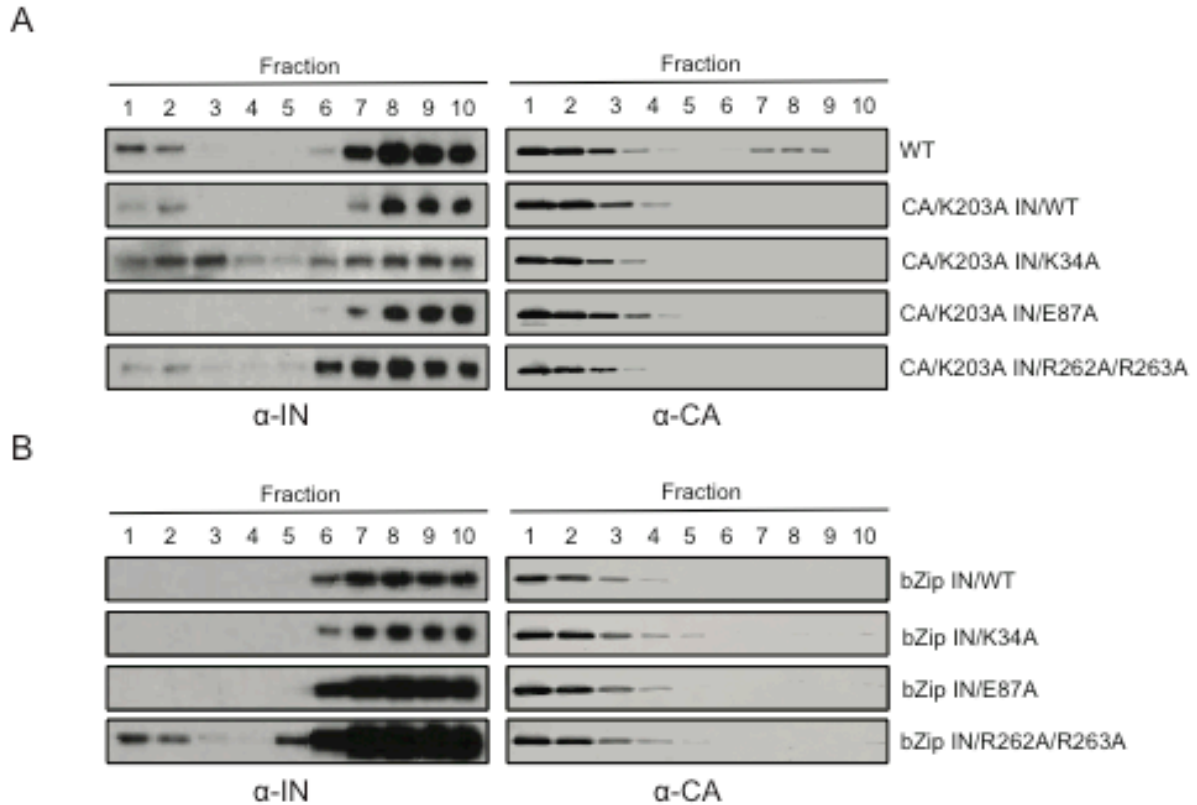 A
Fraction Fraction
1 2 3 4 5 6 7 8 9 10 1 2 3 4 5 6 7 8 9 10
WT
CA/K203A IN/WT
CA/K203A IN/K34A
CA/K203A IN/E87A
CA/K203A IN/R262A/R263A
α-IN α-CA
B
Fraction Fraction
1 2 3 4 5 6 7 8 9 10 1 2 3 4 5 6 7 8 9 10
bZip IN/WT
bZip IN/K34A
bZip IN/E87A
bZip IN/R262A/R263A
α-IN α-CA